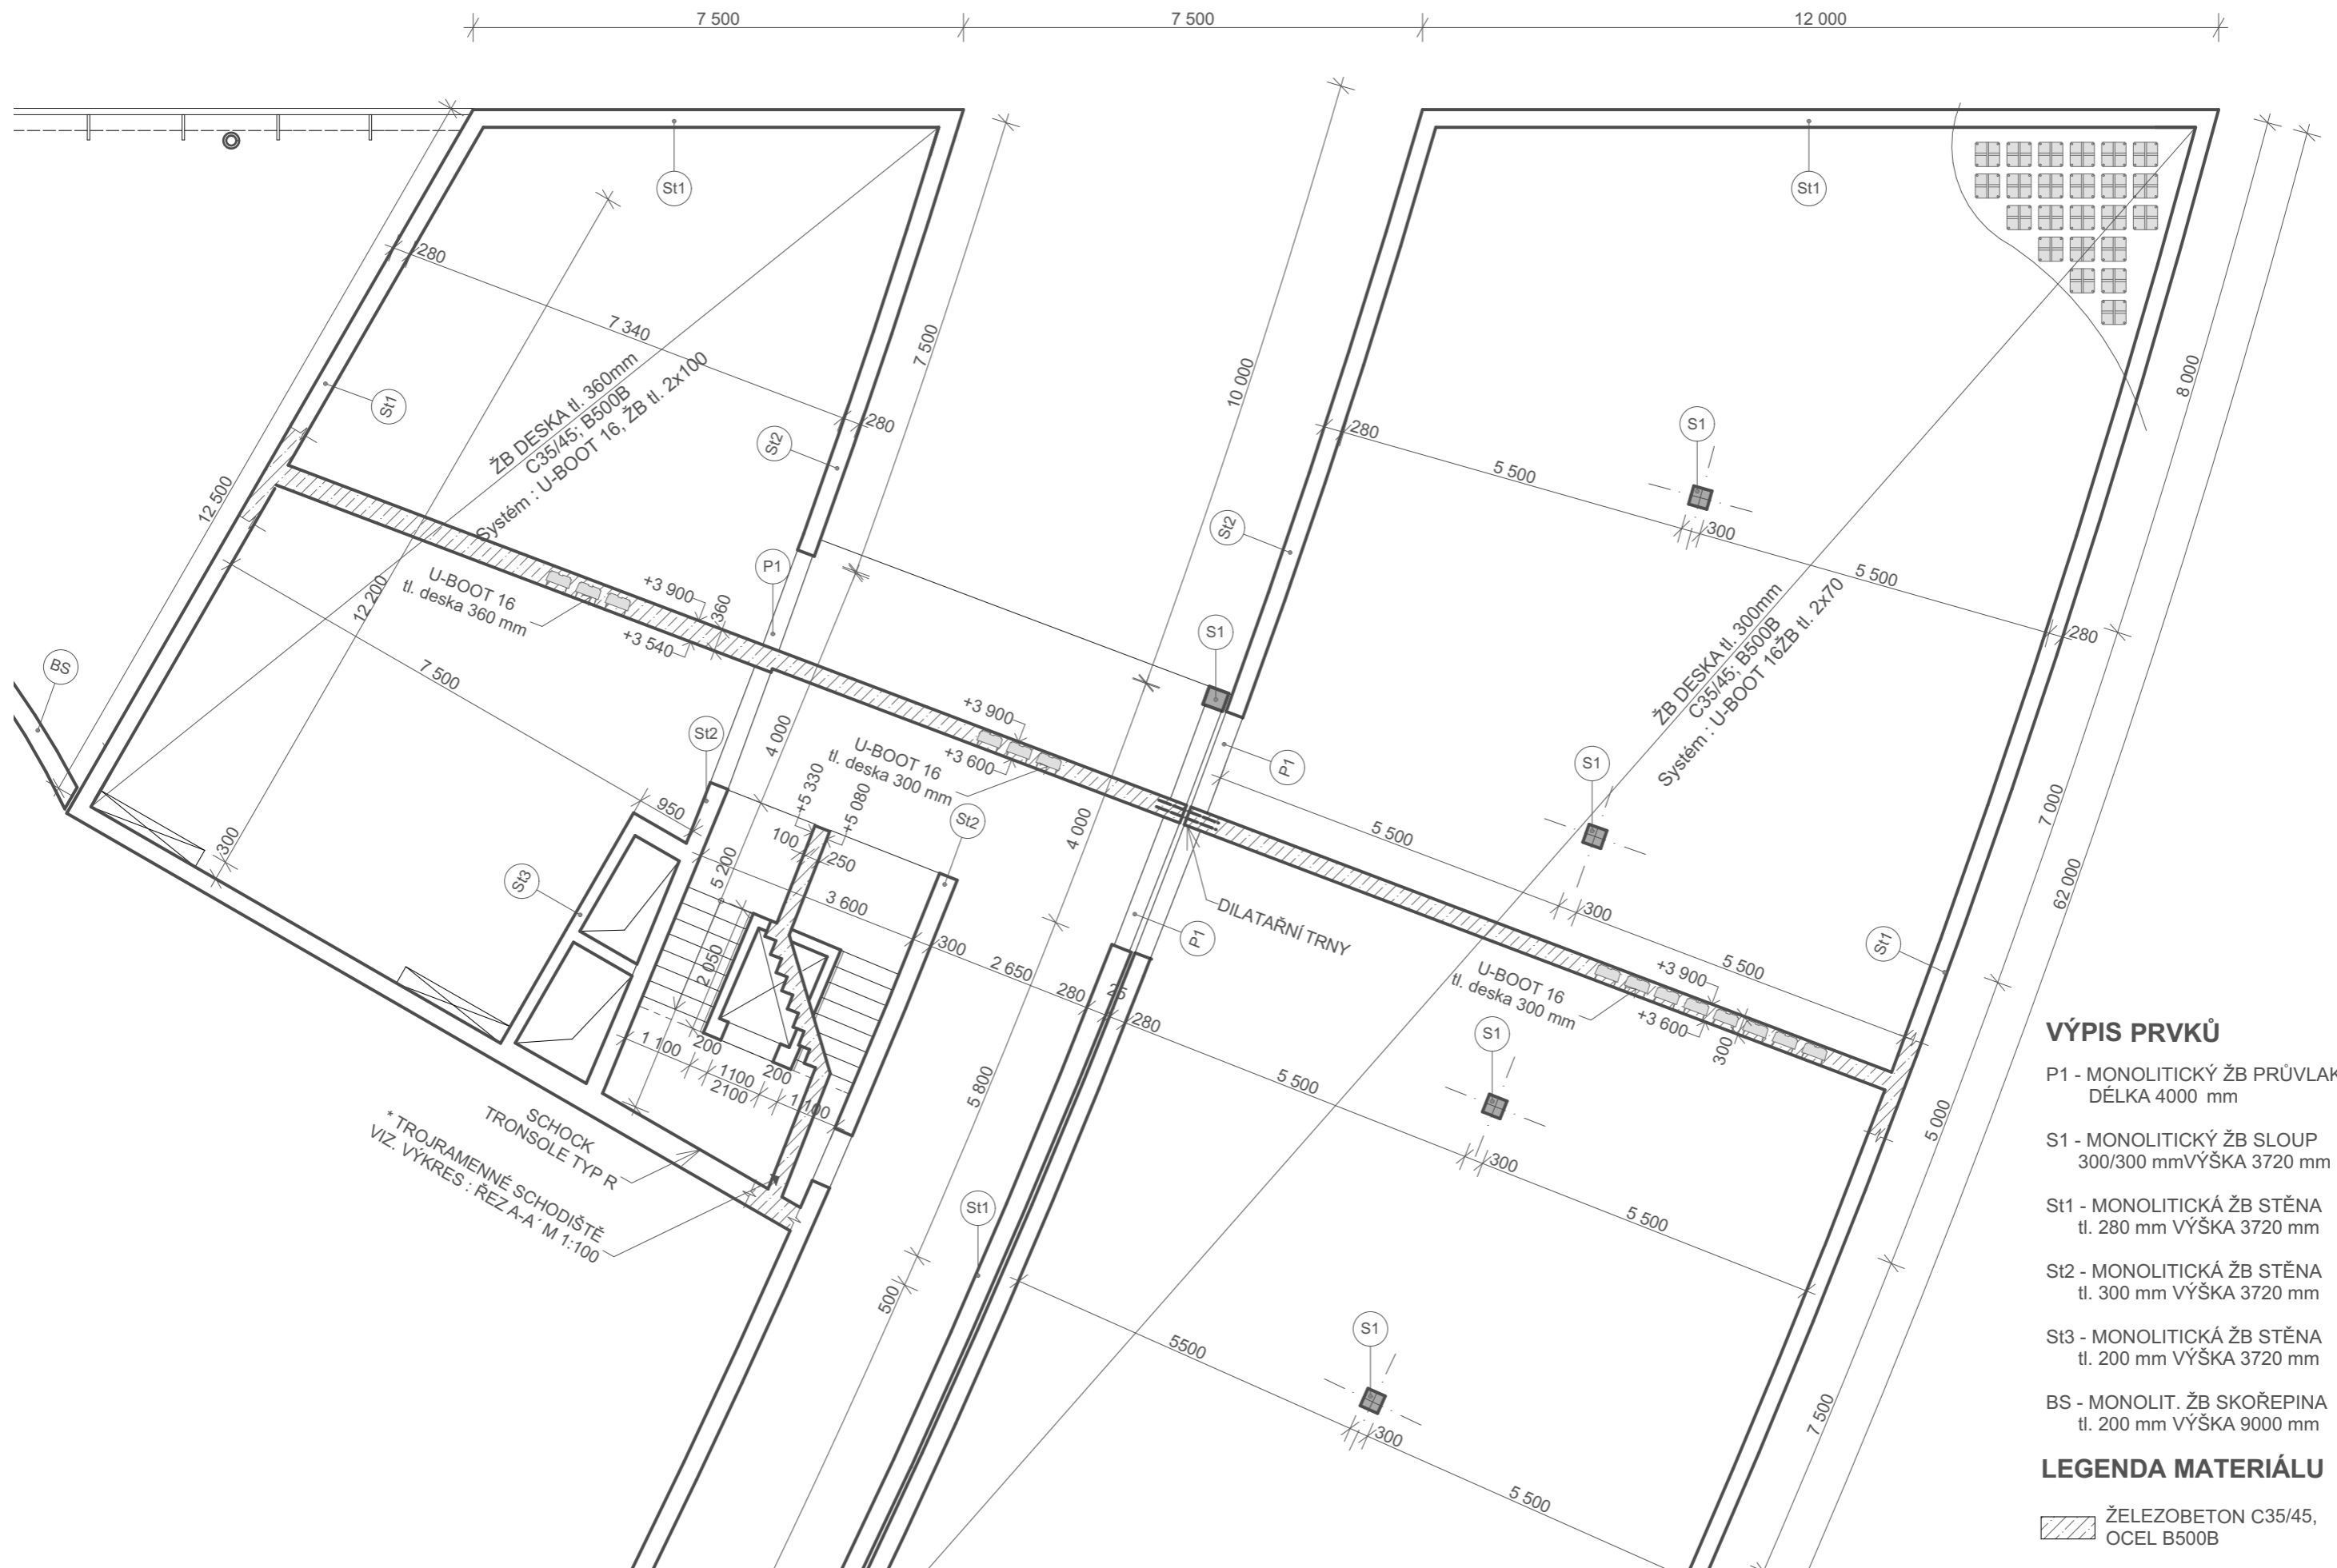 7 500
7 500
12 000
St1
St1
280
7 340
7 500
10 000
8 000
ŽB DESKA tl. 360mm
C35/45; B500B
Systém : U-BOOT 16, ŽB tl. 2x100
St1
St2
280
280
S1
5 500
300
12 500
St2
5 500
280
P1
U-BOOT 16
tl. deska 360 mm
12 200
+3 900
360
+3 540
S1
ŽB DESKA tl. 300mm
C35/45; B500B
Systém : U-BOOT 16ŽB tl. 2x70
BS
7 500
4 000
+3 900
+3 600
U-BOOT 16
tl. deska 300 mm
P1
S1
7 000
St2
950
+5 330
+5 080
St2
100
250
4 000
5 500
300
St3
5 200
3 600
300
62 000
DILATAŘNÍ TRNY
P1
300
St1
2 050
2 650
280
25
280
5 500
U-BOOT 16
tl. deska 300 mm
+3 900
+3 600
300
S1
1 100
200
1100
200
2100
1 100
5 800
5 500
300
5 000
SCHOCK
TRONSOLE TYP R
* TROJRAMENNÉ SCHODIŠTĚ
VIZ. VÝKRES : ŘEZ A-A´ M 1:100
St1
5 500
500
5500
S1
300
7 500
5 500
VÝPIS PRVKŮ
P1 - MONOLITICKÝ ŽB PRŮVLAK
DÉLKA 4000 mm
S1 - MONOLITICKÝ ŽB SLOUP
300/300 mmVÝŠKA 3720 mm
St1 - MONOLITICKÁ ŽB STĚNA
tl. 280 mm VÝŠKA 3720 mm
St2 - MONOLITICKÁ ŽB STĚNA
tl. 300 mm VÝŠKA 3720 mm
St3 - MONOLITICKÁ ŽB STĚNA
tl. 200 mm VÝŠKA 3720 mm
BS - MONOLIT. ŽB SKOŘEPINA
tl. 200 mm VÝŠKA 9000 mm
LEGENDA MATERIÁLU
ŽELEZOBETON C35/45,
OCEL B500B